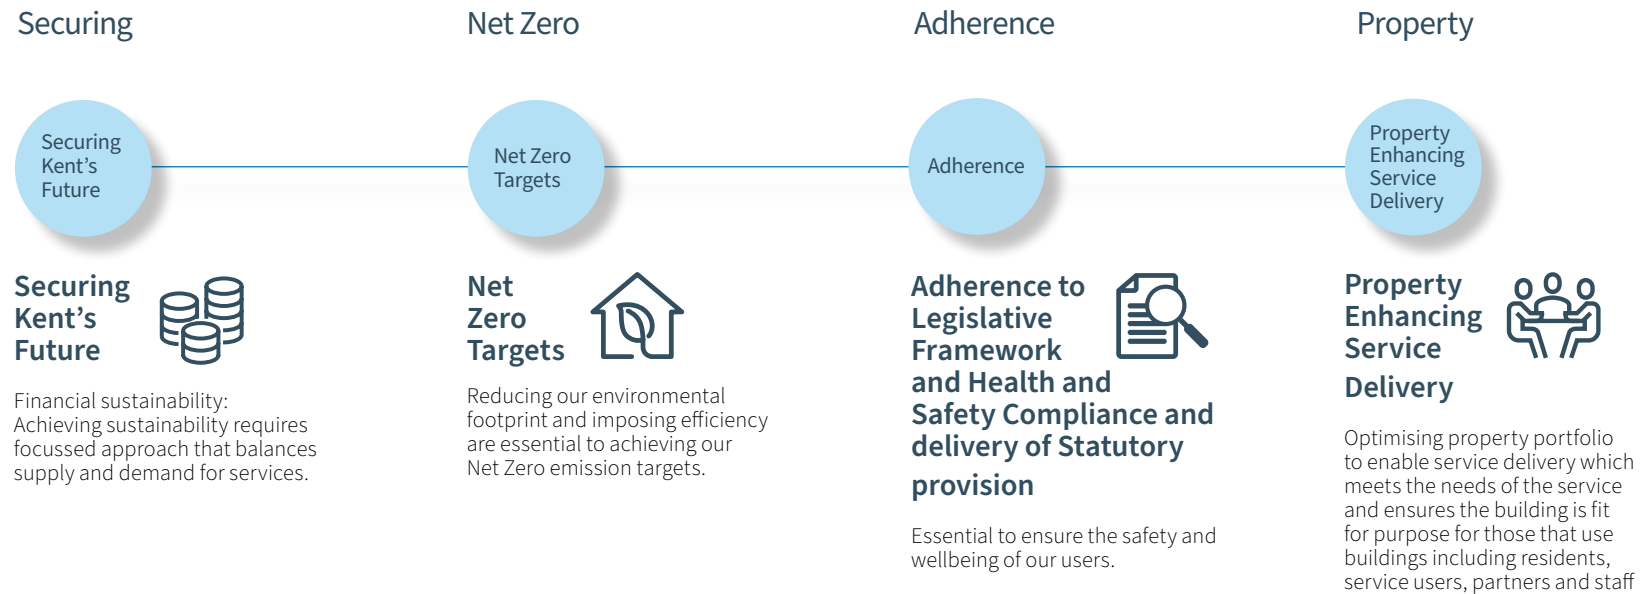 Securing
Net Zero
Adherence
Property
Securing
Kent’s
Future
Net Zero
Targets
Adherence
Property
Enhancing
Service
Delivery
Securing
Kent’s
Future
Financial sustainability:
Achieving sustainability requires
focussed approach that balances
supply and demand for services.
Net
Zero
Targets
Reducing our environmental
footprint and imposing efficiency
are essential to achieving our
Net Zero emission targets.
Adherence to
Legislative
Framework
and Health and
Safety Compliance and
delivery of Statutory
provision
Essential to ensure the safety and
wellbeing of our users.
Property
Enhancing
Service
Delivery
Optimising property portfolio
to enable service delivery which
meets the needs of the service
and ensures the building is fit
for purpose for those that use
buildings including residents,
service users, partners and staff